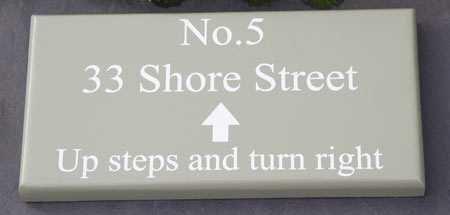 No.5
33 Shore Street
Up steps and turn right